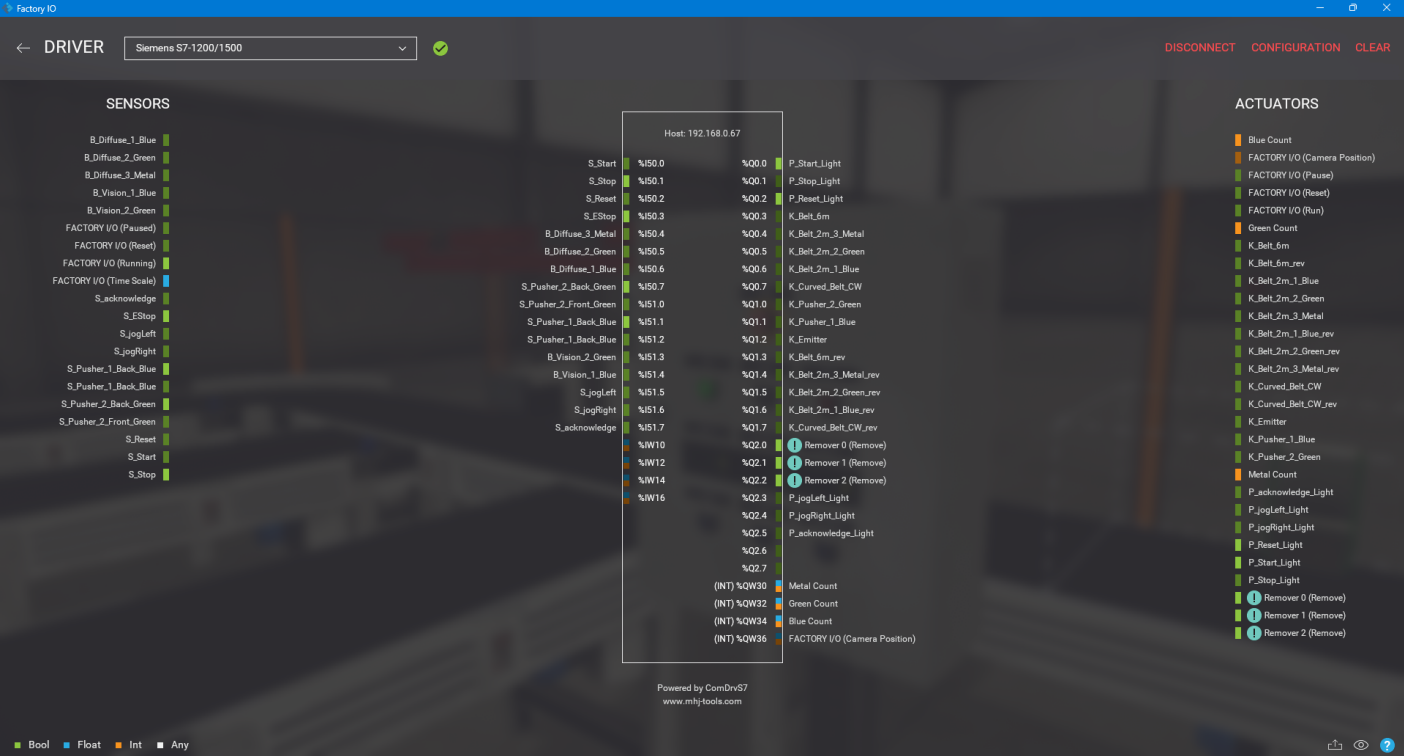 Factory IO
DRIVER
Siemens S7-1200/1500
DISCONNECT CONFIGURATION CLEAR
SENSORS
B_Diffuse_1_Blue
B_Diffuse_2_Green
B_Diffuse_3_Metal
B_Vision_1_Blue
B_Vision_2_Green
FACTORY I/O (Paused)
FACTORY I/O (Reset)
FACTORY I/O (Running)
FACTORY I/O (Time Scale)
S_acknowledge
S_EStop
S_jogLeft
S_jogRight
S_Pusher_1_Back_Blue
S_Pusher_1_Back_Blue
S_Pusher_2_Back_Green
S_Pusher_2_Front_Green
S_Reset
S_Start
S_Stop
Host: 192.168.0.67
S_Start %I50.0 %Q0.0 P_Start_Light
S_Stop %I50.1 %Q0.1 P_Stop_Light
S_Reset %I50.2 %Q0.2 P_Reset_Light
S_EStop %I50.3 %Q0.3 K_Belt_6m
B_Diffuse_3_Metal %I50.4 %Q0.4 K_Belt_2m_3_Metal
B_Diffuse_2_Green %I50.5 %Q0.5 K_Belt_2m_2_Green
B_Diffuse_1_Blue %I50.6 %Q0.6 K_Belt_2m_1_Blue
S_Pusher_2_Back_Green %I50.7 %Q0.7 K_Curved_Belt_CW
S_Pusher_2_Front_Green %I51.0 %Q1.0 K_Pusher_2_Green
S_Pusher_1_Back_Blue %I51.1 %Q1.1 K_Pusher_1_Blue
S_Pusher_1_Back_Blue %I51.2 %Q1.2 K_Emitter
B_Vision_2_Green %I51.3 %Q1.3 K_Belt_6m_rev
B_Vision_1_Blue %I51.4 %Q1.4 K_Belt_2m_3_Metal_rev
S_jogLeft %I51.5 %Q1.5 K_Belt_2m_2_Green_rev
S_jogRight %I51.6 %Q1.6 K_Belt_2m_1_Blue_rev
S_acknowledge %I51.7 %Q1.7 K_Curved_Belt_CW_rev
%IW10 %Q2.0 Remover 0 (Remove)
%IW12 %Q2.1 Remover 1 (Remove)
%IW14 %Q2.2 Remover 2 (Remove)
%IW16 %Q2.3 P_jogLeft_Light
%Q2.4 P_jogRight_Light
%Q2.5 P_acknowledge_Light
%Q2.6
%Q2.7
(INT) %QW30 Metal Count
(INT) %QW32 Green Count
(INT) %QW34 Blue Count
(INT) %QW36 FACTORY I/O (Camera Position)
Powered by ComDrvS7
www.mhj-tools.com
ACTUATORS
Blue Count
FACTORY I/O (Camera Position)
FACTORY I/O (Pause)
FACTORY I/O (Reset)
FACTORY I/O (Run)
Green Count
K_Belt_6m
K_Belt_6m_rev
K_Belt_2m_1_Blue
K_Belt_2m_2_Green
K_Belt_2m_3_Metal
K_Belt_2m_1_Blue_rev
K_Belt_2m_2_Green_rev
K_Belt_2m_3_Metal_rev
K_Curved_Belt_CW
K_Curved_Belt_CW_rev
K_Emitter
K_Pusher_1_Blue
K_Pusher_2_Green
Metal Count
P_acknowledge_Light
P_jogLeft_Light
P_jogRight_Light
P_Reset_Light
P_Start_Light
P_Stop_Light
Remover 0 (Remove)
Remover 1 (Remove)
Remover 2 (Remove)
Bool Float Int Any